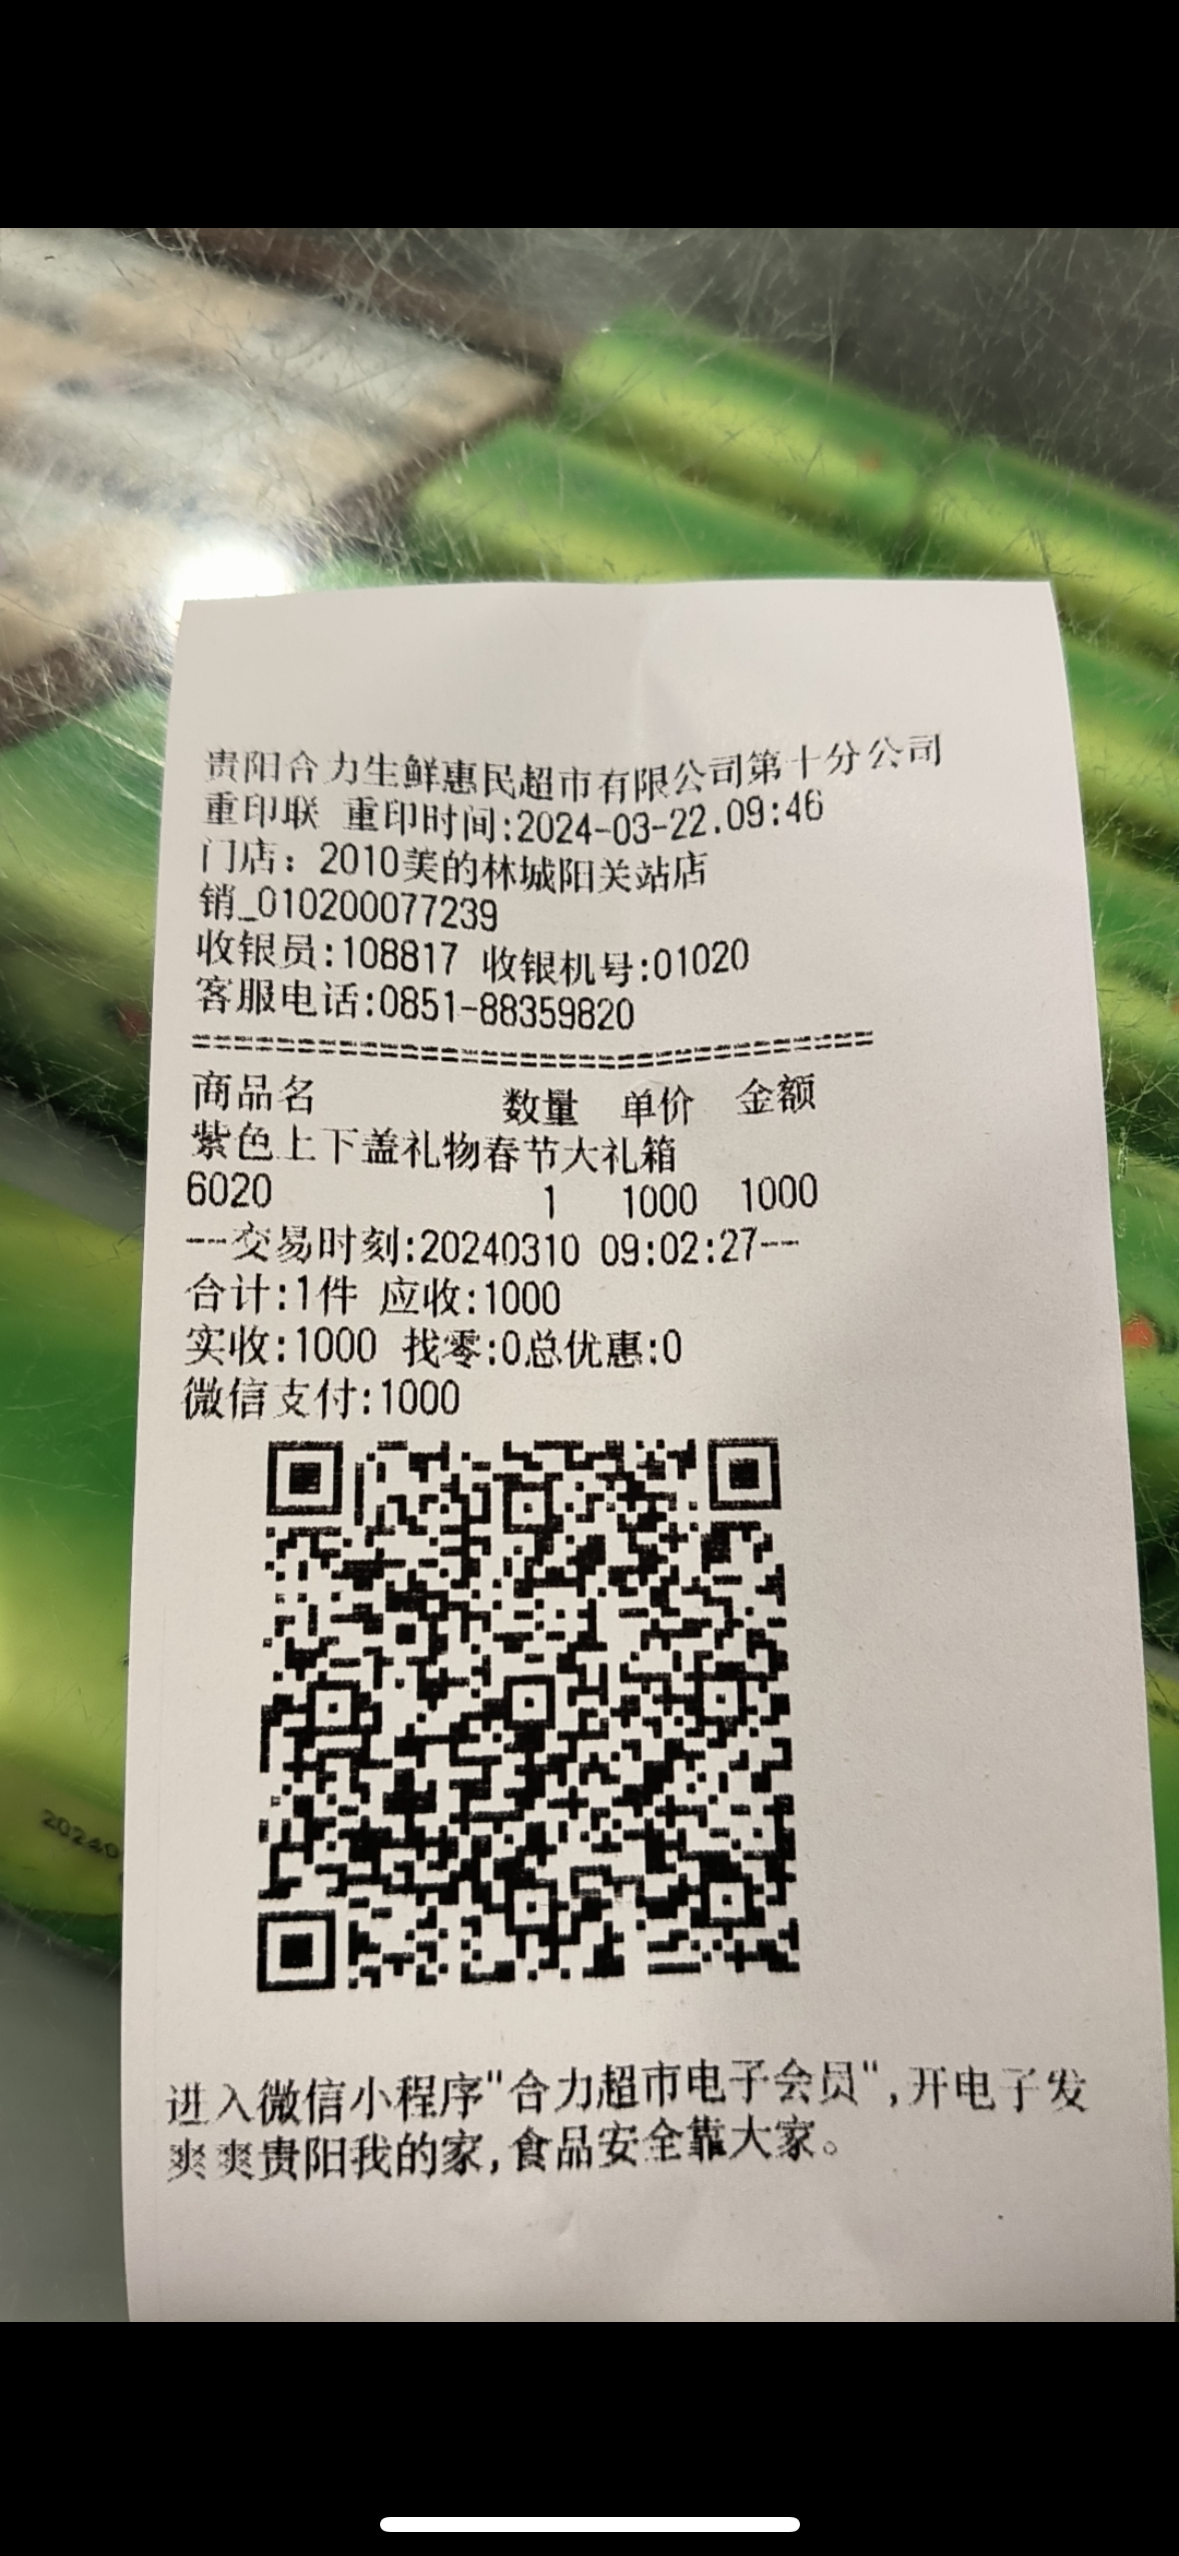 贵阳合力生鲜惠民超市有限公司第十分公司
重印联 重印时间:2024-03-22.09:46
门店：2010美的林城阳关站店
销_010200077239
收银员:108817 收银机号:01020
客服电话:0851-88359820
=================================
商品名 数量 单价 金额
紫色上下盖礼物春节大礼箱
6020 1 1000 1000
--交易时刻:20240310 09:02:27--
合计:1件 应收:1000
实收:1000 找零:0总优惠:0
微信支付:1000
进入微信小程序"合力超市电子会员",开电子发
爽爽贵阳我的家,食品安全靠大家。